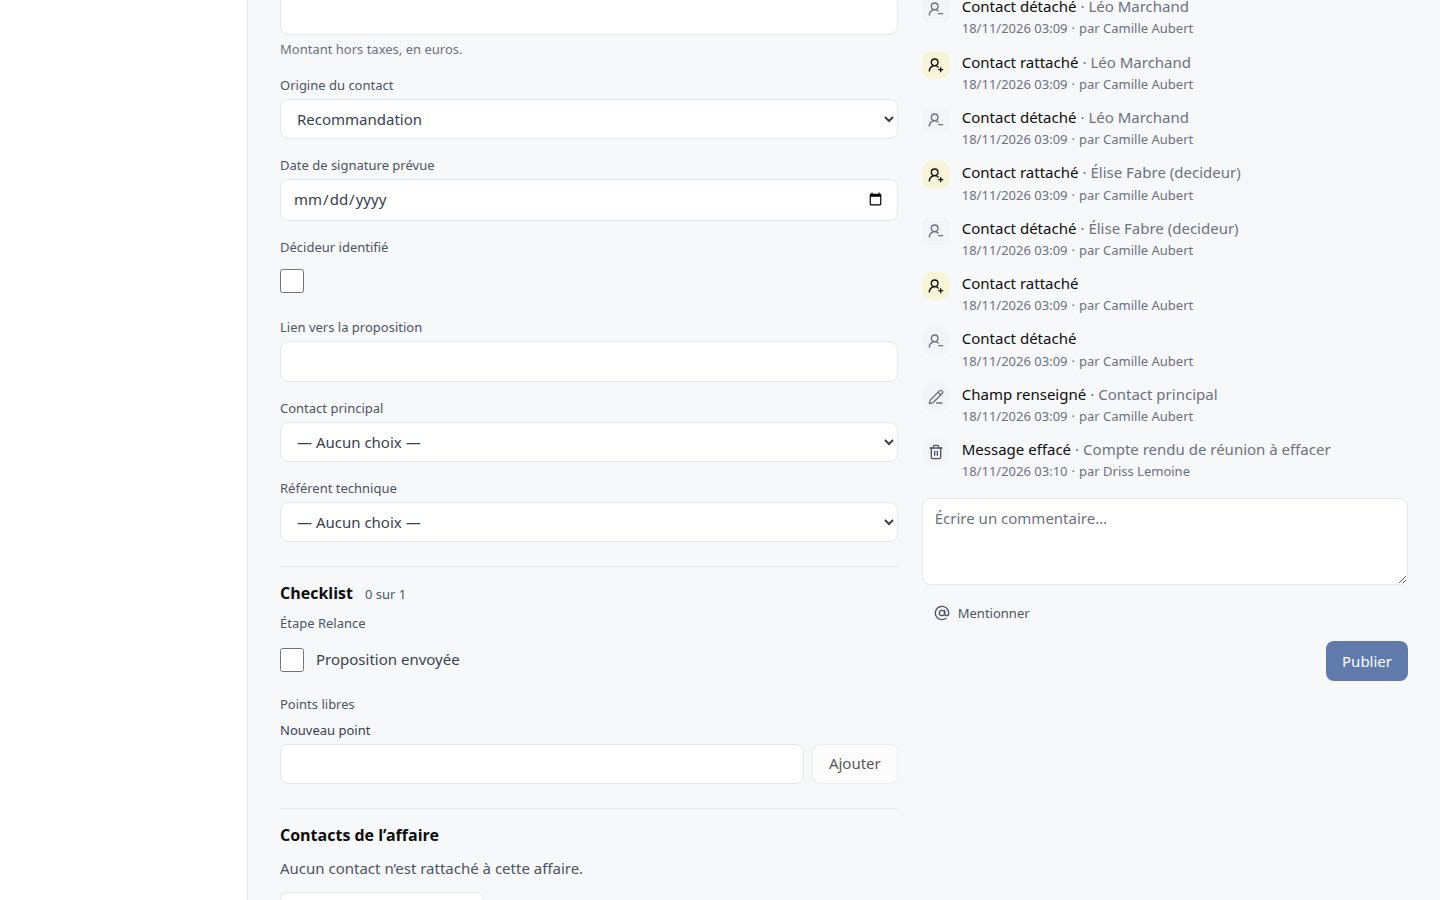 Montant hors taxes, en euros.
Origine du contact
Recommandation
Date de signature prévue
mm/dd/yyyy
Décideur identifié
Lien vers la proposition
Contact principal
— Aucun choix —
Référent technique
— Aucun choix —
Checklist 0 sur 1
Étape Relance
Proposition envoyée
Points libres
Nouveau point
Ajouter
Contacts de l’affaire
Aucun contact n’est rattaché à cette affaire.
Contact détaché · Léo Marchand
18/11/2026 03:09 · par Camille Aubert
Contact rattaché · Léo Marchand
18/11/2026 03:09 · par Camille Aubert
Contact détaché · Léo Marchand
18/11/2026 03:09 · par Camille Aubert
Contact rattaché · Élise Fabre (decideur)
18/11/2026 03:09 · par Camille Aubert
Contact détaché · Élise Fabre (decideur)
18/11/2026 03:09 · par Camille Aubert
Contact rattaché
18/11/2026 03:09 · par Camille Aubert
Contact détaché
18/11/2026 03:09 · par Camille Aubert
Champ renseigné · Contact principal
18/11/2026 03:09 · par Camille Aubert
Message effacé · Compte rendu de réunion à effacer
18/11/2026 03:10 · par Driss Lemoine
Écrire un commentaire...
Mentionner
Publier